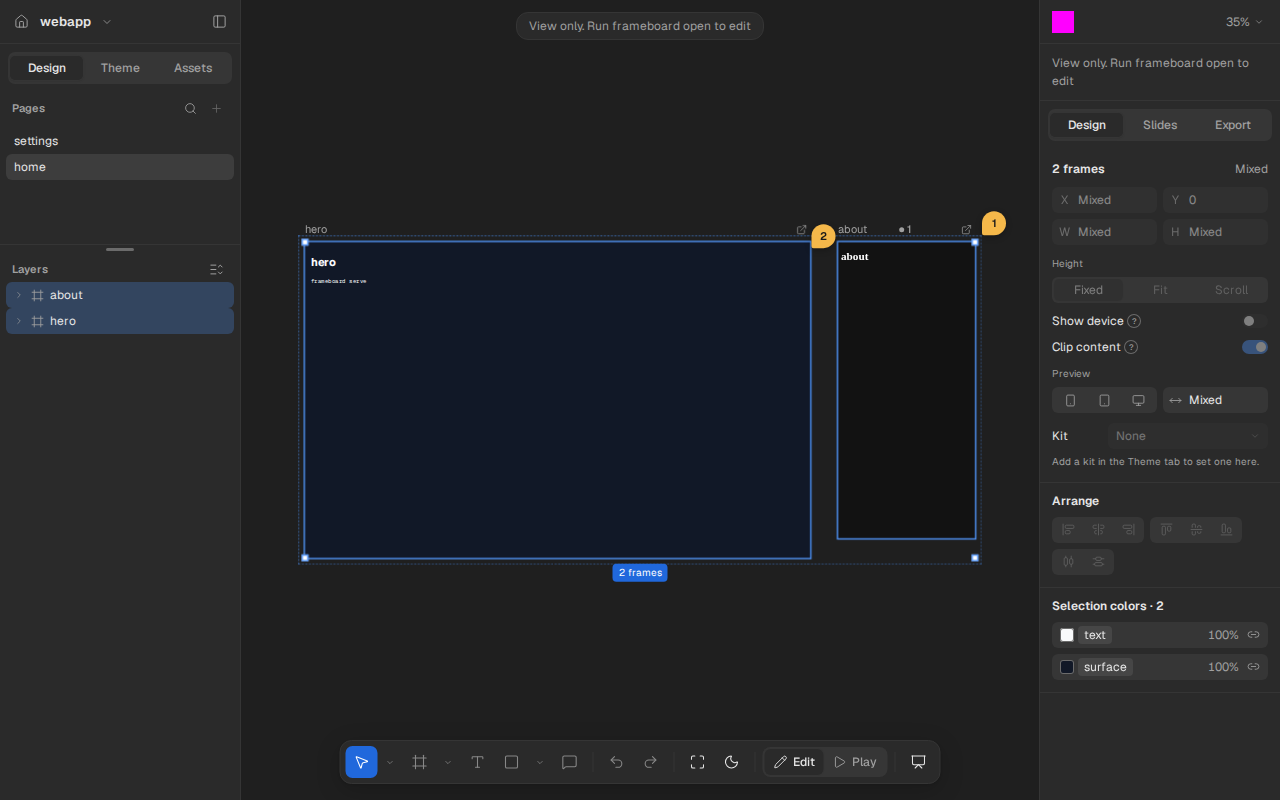 webapp
Design
Theme
Assets
Pages
settings
home
Layers
about
hero
View only. Run frameboard open to edit
hero
2
about
1
1
hero
frameboard serve
about
2 frames
Edit
Play
35%
View only. Run frameboard open to
edit
Design
Slides
Export
2 frames
Mixed
X Mixed
Y 0
W Mixed
H Mixed
Height
Fixed
Fit
Scroll
Show device ?
Clip content ?
Preview
Mixed
Kit
None
Add a kit in the Theme tab to set one here.
Arrange
Selection colors · 2
text
100%
surface
100%